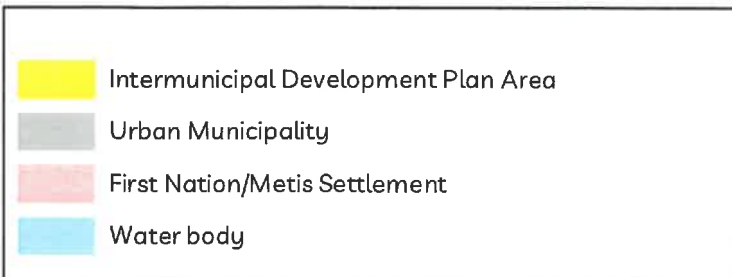 Intermunicipal Development Plan Area
Urban Municipality
First Nation/Metis Settlement
Water body